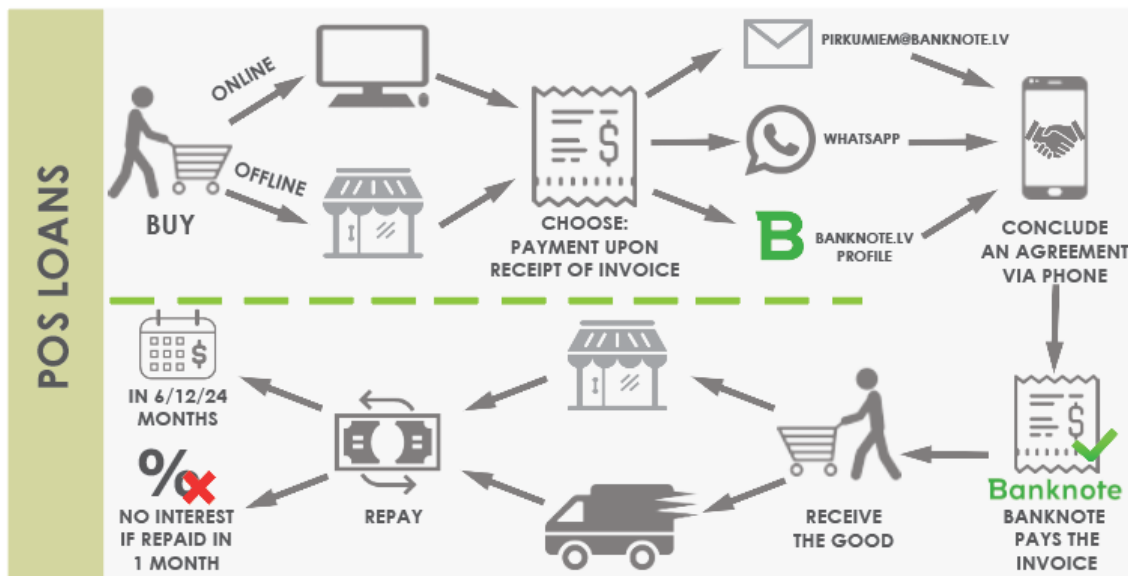 POS LOANS
ONLINE
OFFLINE
BUY
CHOOSE:
PAYMENT UPON
RECEIPT OF INVOICE
$
PIRKUMIEM@BANKNOTE.LV
WHATSAPP
B
BANKNOTE.LV
PROFILE
CONCLUDE
AN AGREEMENT
VIA PHONE
$
Banknote
BANKNOTE
PAYS THE
INVOICE
RECEIVE
THE GOOD
REPAY
$
IN 6/12/24
MONTHS
%
NO INTEREST
IF REPAID IN
1 MONTH